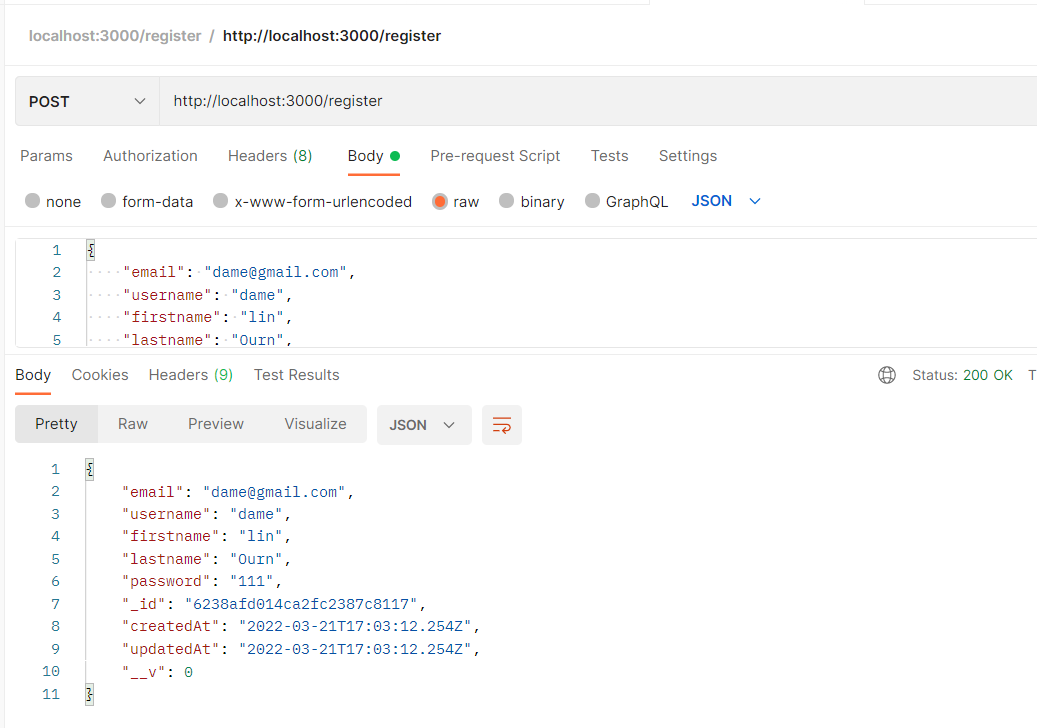 localhost:3000/register / http://localhost:3000/register
POST http://localhost:3000/register
Params Authorization Headers (8) Body Pre-request Script Tests Settings
none form-data x-www-form-urlencoded raw binary GraphQL JSON
1 {
2 "email": "dame@gmail.com",
3 "username": "dame",
4 "firstname": "lin",
5 "lastname": "Ourn",
Body Cookies Headers (9) Test Results Status: 200 OK T
Pretty Raw Preview Visualize JSON
1 {
2 "email": "dame@gmail.com",
3 "username": "dame",
4 "firstname": "lin",
5 "lastname": "Ourn",
6 "password": "111",
7 "_id": "6238afd014ca2fc2387c8117",
8 "createdAt": "2022-03-21T17:03:12.254Z",
9 "updatedAt": "2022-03-21T17:03:12.254Z",
10 "__v": 0
11 }